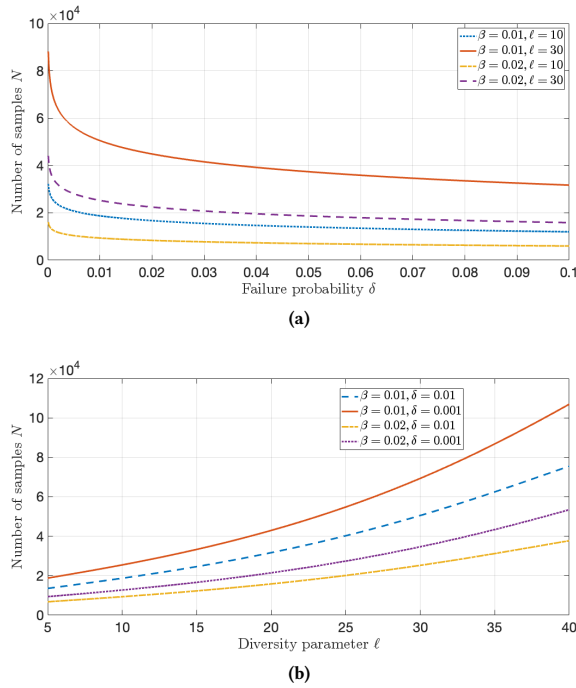 ×10⁴
10
8
6
4
2
0
Number of samples N
β = 0.01, ℓ = 10
β = 0.01, ℓ = 30
β = 0.02, ℓ = 10
β = 0.02, ℓ = 30
0 0.01 0.02 0.03 0.04 0.05 0.06 0.07 0.08 0.09 0.1
Failure probability δ
(a)
×10⁴
12
10
8
6
4
2
0
Number of samples N
β = 0.01, δ = 0.01
β = 0.01, δ = 0.001
β = 0.02, δ = 0.01
β = 0.02, δ = 0.001
5 10 15 20 25 30 35 40
Diversity parameter ℓ
(b)